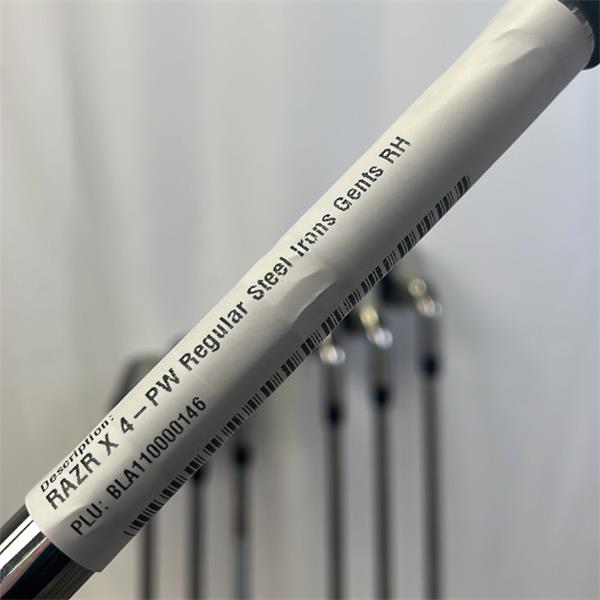 Description:
RAZR X 4 – PW Regular Steel Irons Gents RH
PLU: BLA110000146